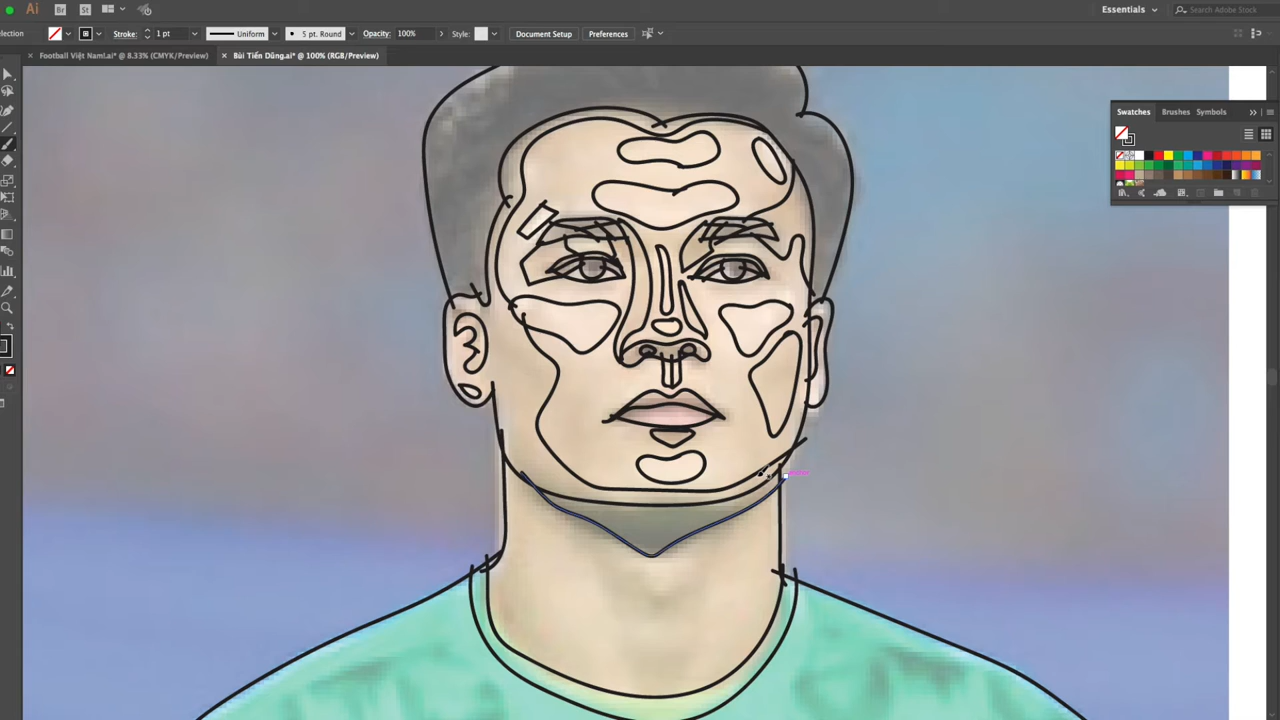 Ai Br St Essentials Search Adobe Stock
election Stroke: 1 pt Uniform 5 pt. Round Opacity: 100% Style: Document Setup Preferences
× Football Việt Nam!.ai* @ 8.33% (CMYK/Preview) × Bùi Tiến Dũng.ai* @ 100% (RGB/Preview)
Swatches Brushes Symbols